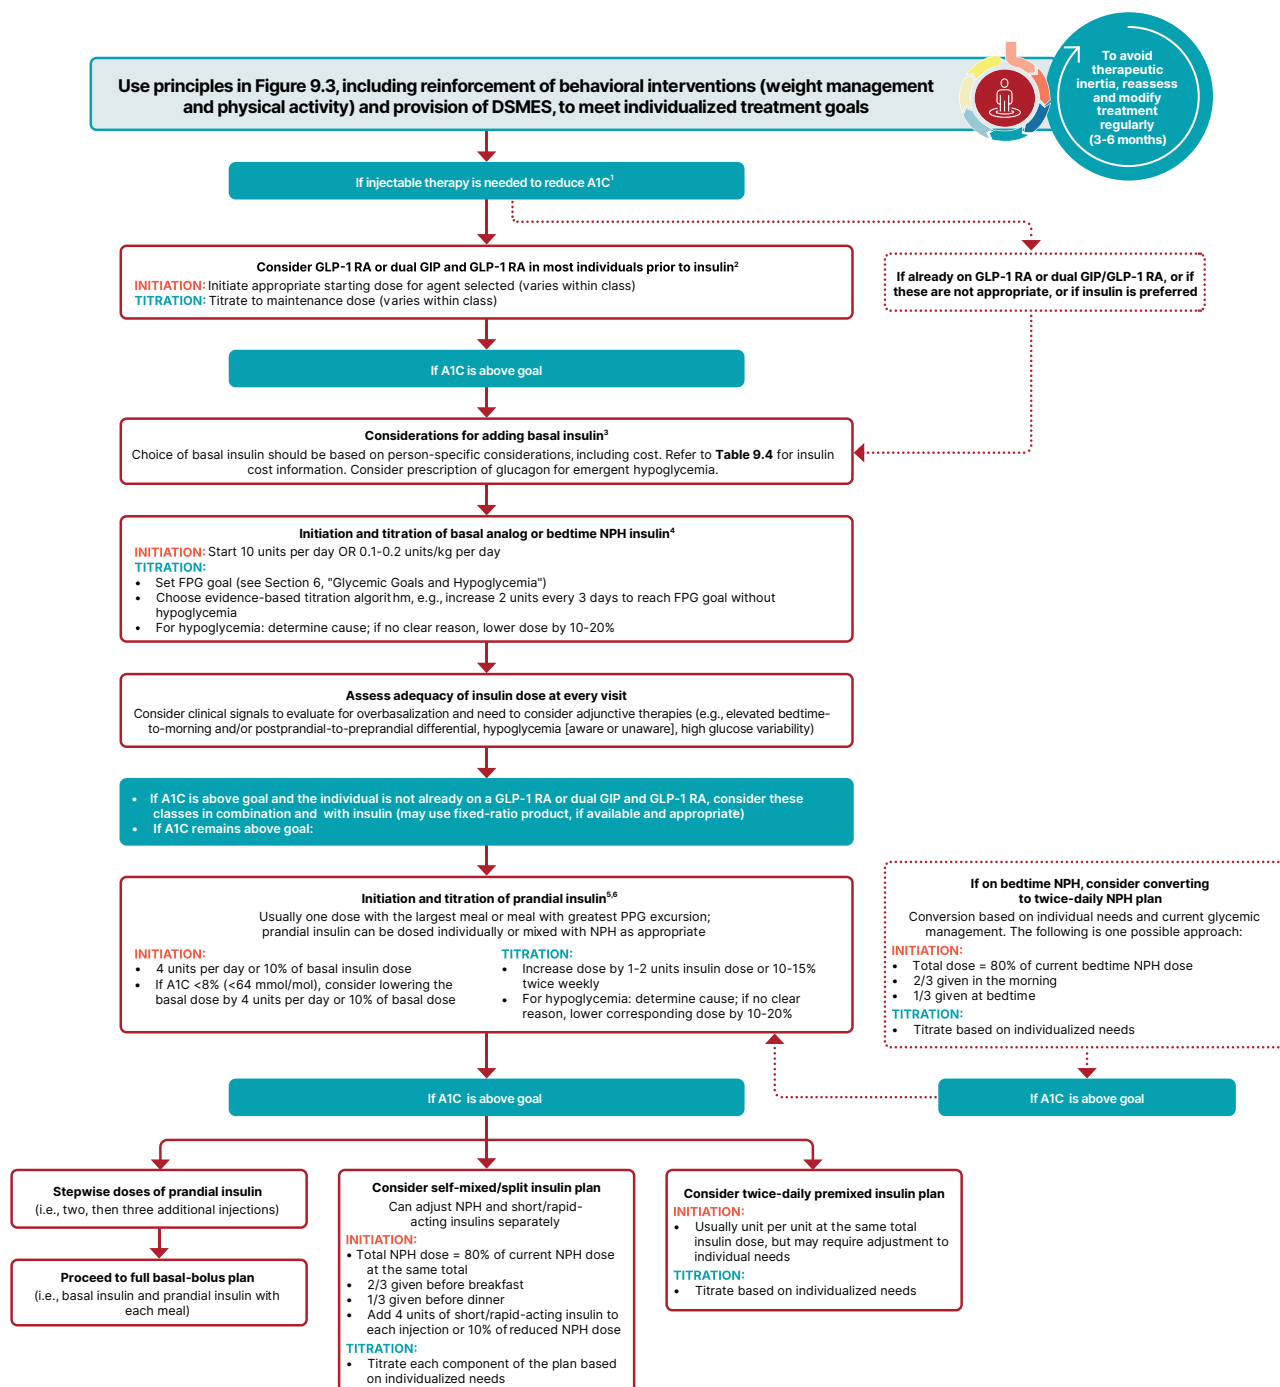 Use principles in Figure 9.3, including reinforcement of behavioral interventions (weight management
and physical activity) and provision of DSMES, to meet individualized treatment goals
To avoid
therapeutic
inertia, reassess
and modify
treatment
regularly
(3-6 months)
If injectable therapy is needed to reduce A1C¹
Consider GLP-1 RA or dual GIP and GLP-1 RA in most individuals prior to insulin²
INITIATION: Initiate appropriate starting dose for agent selected (varies within class)
TITRATION: Titrate to maintenance dose (varies within class)
If already on GLP-1 RA or dual GIP/GLP-1 RA, or if
these are not appropriate, or if insulin is preferred
If A1C is above goal
Considerations for adding basal insulin³
Choice of basal insulin should be based on person-specific considerations, including cost. Refer to Table 9.4 for insulin
cost information. Consider prescription of glucagon for emergent hypoglycemia.
Initiation and titration of basal analog or bedtime NPH insulin⁴
INITIATION: Start 10 units per day OR 0.1-0.2 units/kg per day
TITRATION:
• Set FPG goal (see Section 6, "Glycemic Goals and Hypoglycemia")
• Choose evidence-based titration algorithm, e.g., increase 2 units every 3 days to reach FPG goal without
hypoglycemia
• For hypoglycemia: determine cause; if no clear reason, lower dose by 10-20%
Assess adequacy of insulin dose at every visit
Consider clinical signals to evaluate for overbasalization and need to consider adjunctive therapies (e.g., elevated bedtime-
to-morning and/or postprandial-to-preprandial differential, hypoglycemia [aware or unaware], high glucose variability)
• If A1C is above goal and the individual is not already on a GLP-1 RA or dual GIP and GLP-1 RA, consider these
classes in combination and with insulin (may use fixed-ratio product, if available and appropriate)
• If A1C remains above goal:
Initiation and titration of prandial insulin⁵,⁶
Usually one dose with the largest meal or meal with greatest PPG excursion;
prandial insulin can be dosed individually or mixed with NPH as appropriate
INITIATION:
• 4 units per day or 10% of basal insulin dose
• If A1C <8% (<64 mmol/mol), consider lowering the
basal dose by 4 units per day or 10% of basal dose
TITRATION:
• Increase dose by 1-2 units insulin dose or 10-15%
twice weekly
• For hypoglycemia: determine cause; if no clear
reason, lower corresponding dose by 10-20%
If on bedtime NPH, consider converting
to twice-daily NPH plan
Conversion based on individual needs and current glycemic
management. The following is one possible approach:
INITIATION:
• Total dose = 80% of current bedtime NPH dose
• 2/3 given in the morning
• 1/3 given at bedtime
TITRATION:
• Titrate based on individualized needs
If A1C is above goal
If A1C is above goal
Stepwise doses of prandial insulin
(i.e., two, then three additional injections)
Proceed to full basal-bolus plan
(i.e., basal insulin and prandial insulin with
each meal)
Consider self-mixed/split insulin plan
Can adjust NPH and short/rapid-
acting insulins separately
INITIATION:
• Total NPH dose = 80% of current NPH dose
at the same total
• 2/3 given before breakfast
• 1/3 given before dinner
• Add 4 units of short/rapid-acting insulin to
each injection or 10% of reduced NPH dose
TITRATION:
• Titrate each component of the plan based
on individualized needs
Consider twice-daily premixed insulin plan
INITIATION:
• Usually unit per unit at the same total
insulin dose, but may require adjustment to
individual needs
TITRATION:
• Titrate based on individualized needs